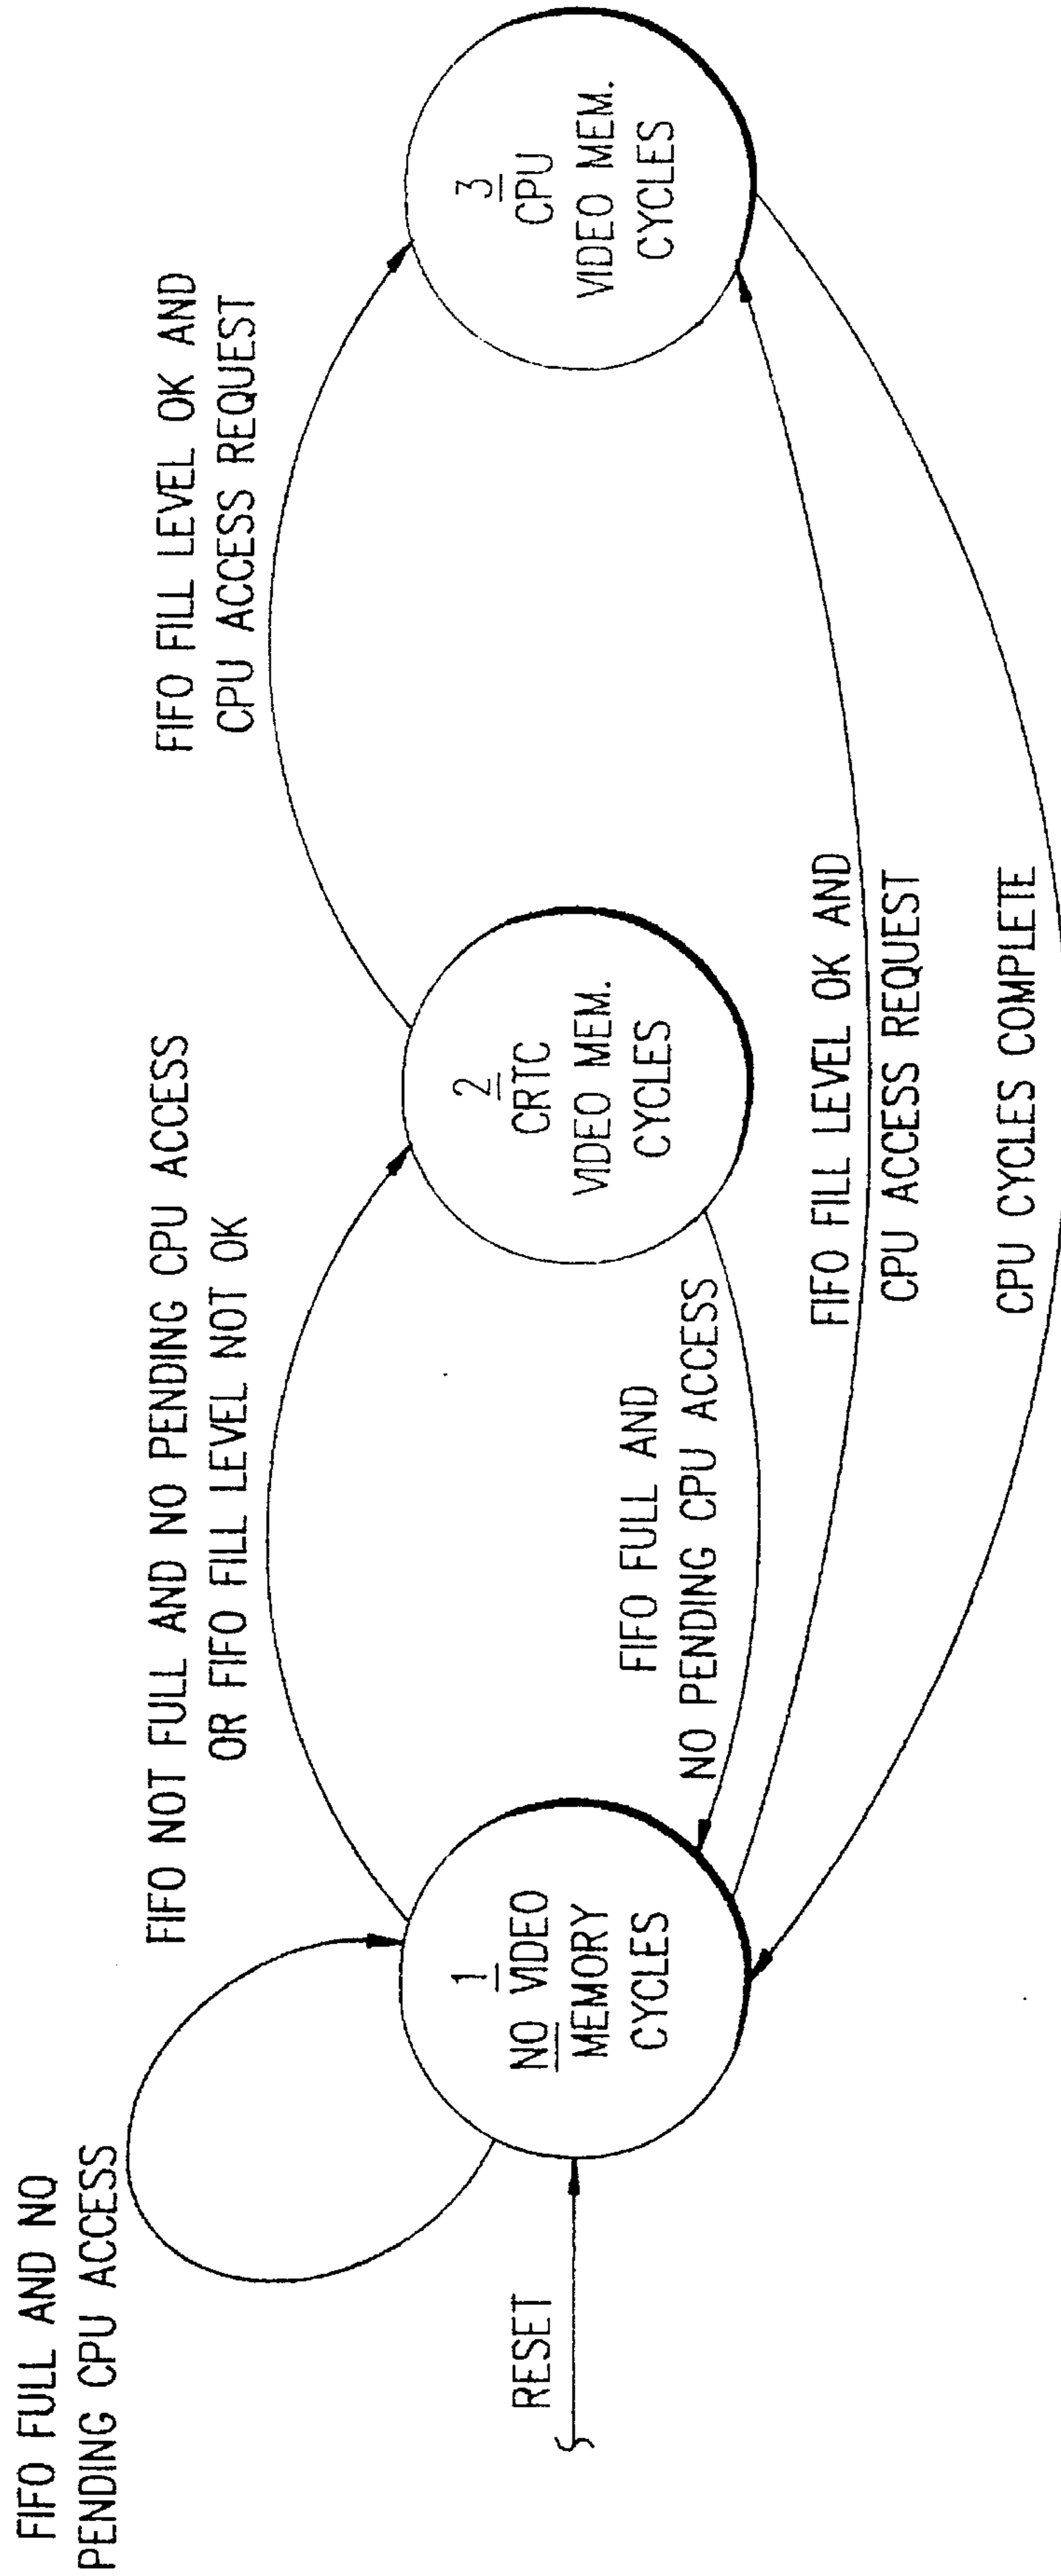 FIFO FULL AND NO
PENDING CPU ACCESS
RESET
1
NO VIDEO
MEMORY
CYCLES
FIFO NOT FULL AND NO PENDING CPU ACCESS
OR FIFO FILL LEVEL NOT OK
FIFO FULL AND
NO PENDING CPU ACCESS
2
CRTC
VIDEO MEM.
CYCLES
FIFO FILL LEVEL OK AND
CPU ACCESS REQUEST
CPU CYCLES COMPLETE
FIFO FILL LEVEL OK AND
CPU ACCESS REQUEST
3
CPU
VIDEO MEM.
CYCLES